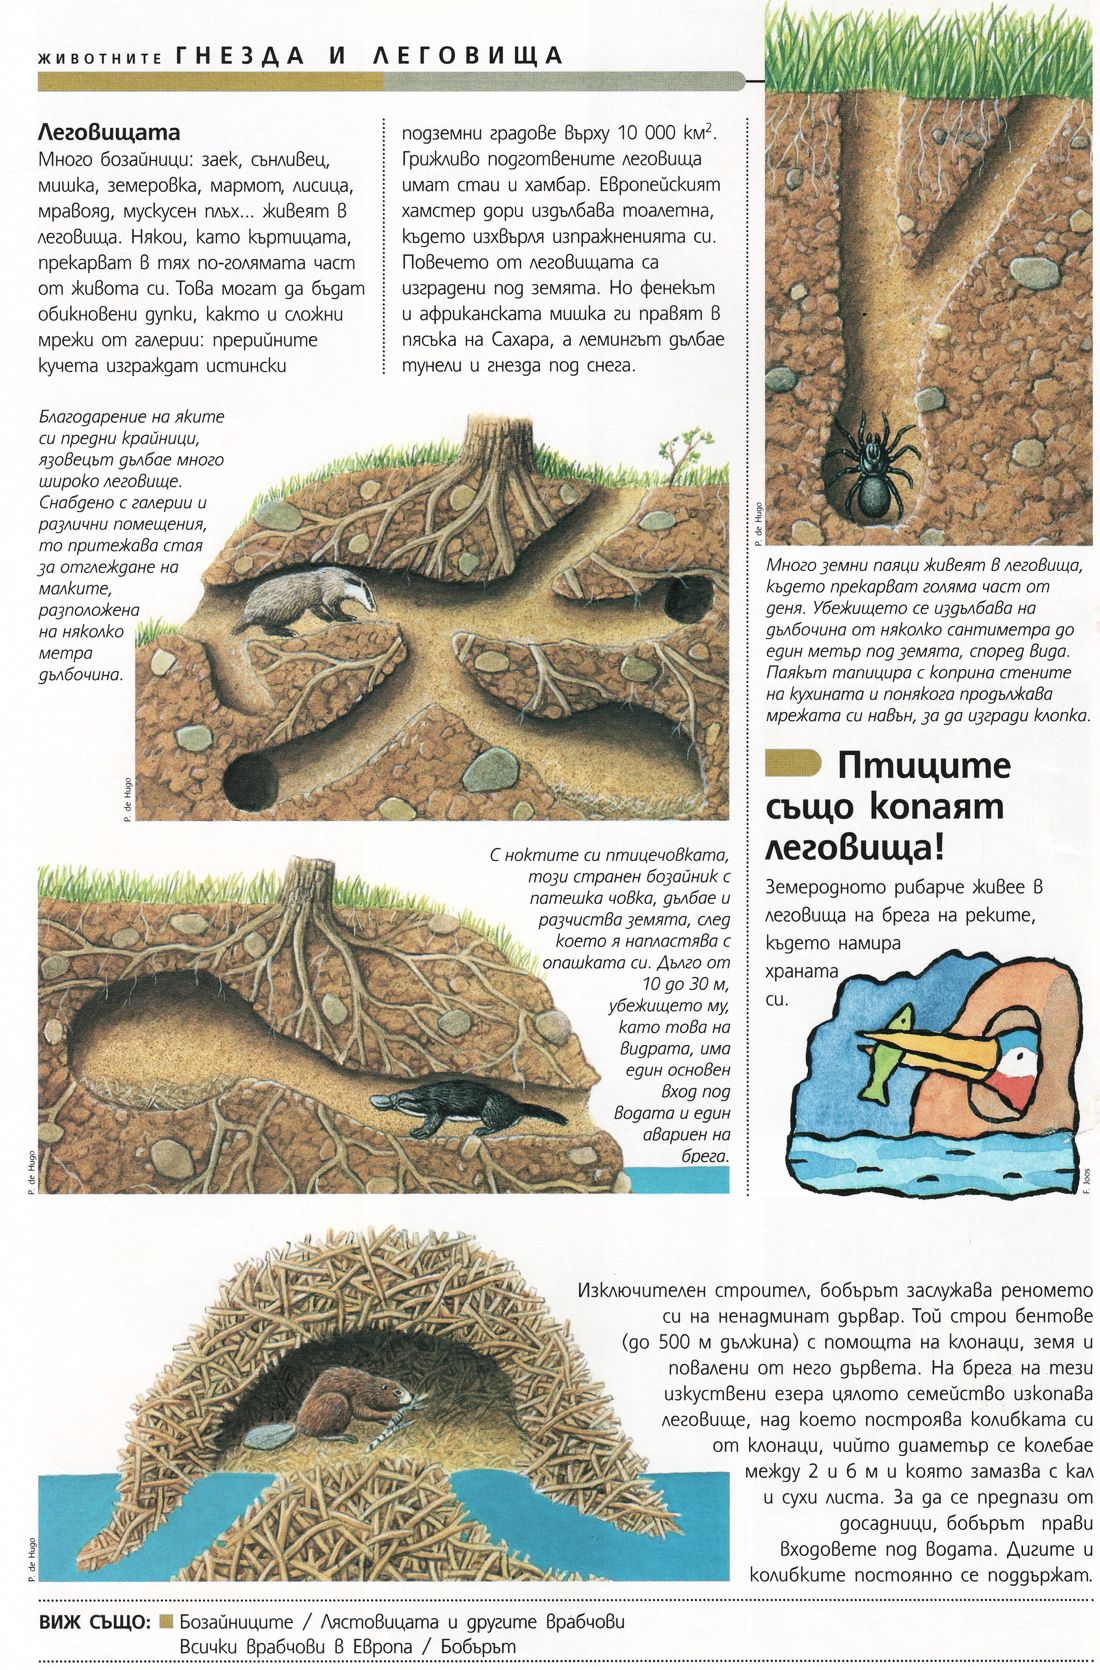 животните ГНЕЗДА И ЛЕГОВИЩА
Леговищата
Много бозайници: заек, сънливец,
мишка, земеровка, мармот, лисица,
мравояд, мускусен плъх... живеят в
леговища. Някои, като къртицата,
прекарват в тях по-голямата част
от живота си. Това могат да бъдат
обикновени дупки, както и сложни
мрежи от галерии: прерийните
кучета изграждат истински
подземни градове върху 10 000 км².
Грижливо подготвените леговища
имат стаи и хамбар. Европейският
хамстер дори издълбава тоалетна,
където изхвърля изпражненията си.
Повечето от леговищата са
изградени под земята. Но фенекът
и африканската мишка ги правят в
пясъка на Сахара, а лемингът дълбае
тунели и гнезда под снега.
Благодарение на яките
си предни крайници,
язовецът дълбае много
широко леговище.
Снабдено с галерии и
различни помещения,
то притежава стая
за отглеждане на
малките,
разположена
на няколко
метра
дълбочина.
P. de Hugo
P. de Hugo
Много земни паяци живеят в леговища,
където прекарват голяма част от
деня. Убежището се издълбава на
дълбочина от няколко сантиметра до
един метър под земята, според вида.
Паякът тапицира с коприна стените
на кухината и понякога продължава
мрежата си навън, за да изгради клопка.
Птиците
също копаят
леговища!
Земеродното рибарче живее в
леговища на брега на реките,
където намира
храната
си.
F. Joos
С ноктите си птицечовката,
този странен бозайник с
патешка човка, дълбае и
разчиства земята, след
което я напластява с
опашката си. Дълго от
10 до 30 м,
убежището му,
като това на
видрата, има
един основен
вход под
водата и един
авариен на
брега.
P. de Hugo
Изключителен строител, бобърът заслужава реномето
си на ненадминат дървар. Той строи бентове
(до 500 м дължина) с помощта на клонаци, земя и
повалени от него дървета. На брега на тези
изкуствени езера цялото семейство изкопава
леговище, над което построява колибката си
от клонаци, чийто диаметър се колебае
между 2 и 6 м и която замазва с кал
и сухи листа. За да се предпази от
досадници, бобърът прави
входовете под водата. Дигите и
колибките постоянно се поддържат.
P. de Hugo
ВИЖ СЪЩО: Бозайниците / Лястовицата и другите врабчови
Всички врабчови в Европа / Бобърът